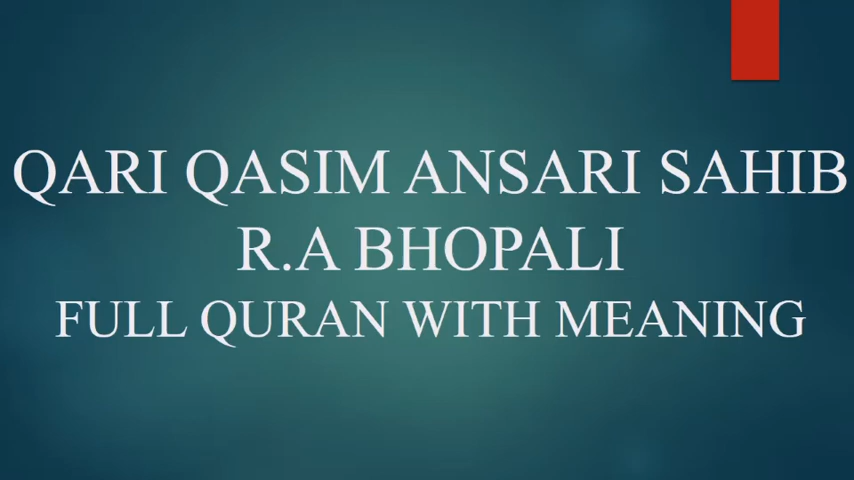 QARI QASIM ANSARI SAHIB
R.A BHOPALI
FULL QURAN WITH MEANING